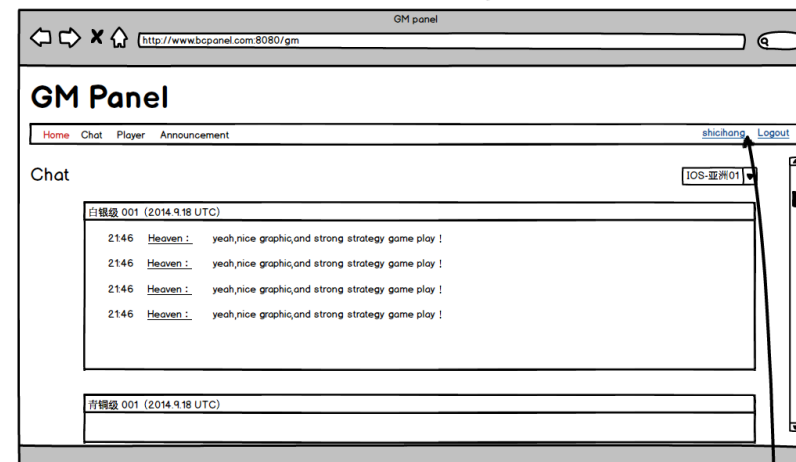 GM panel
http://www.bcpanel.com:8080/gm
GM Panel
Home Chat Player Announcement shicihang Logout
Chat IOS-亚洲01
白银级 001（2014.9.18 UTC）
21:46 Heaven： yeah,nice graphic,and strong strategy game play！
21:46 Heaven： yeah,nice graphic,and strong strategy game play！
21:46 Heaven： yeah,nice graphic,and strong strategy game play！
21:46 Heaven： yeah,nice graphic,and strong strategy game play！
青铜级 001（2014.9.18 UTC）